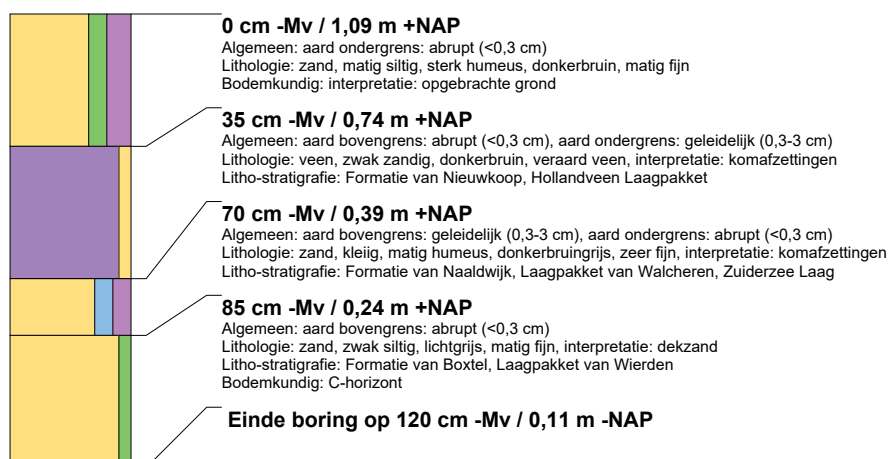 0 cm -Mv / 1,09 m +NAP
Algemeen: aard ondergrens: abrupt (<0,3 cm)
Lithologie: zand, matig siltig, sterk humeus, donkerbruin, matig fijn
Bodemkundig: interpretatie: opgebrachte grond
35 cm -Mv / 0,74 m +NAP
Algemeen: aard bovengrens: abrupt (<0,3 cm), aard ondergrens: geleidelijk (0,3-3 cm)
Lithologie: veen, zwak zandig, donkerbruin, veraard veen, interpretatie: komafzettingen
Litho-stratigrafie: Formatie van Nieuwkoop, Hollandveen Laagpakket
70 cm -Mv / 0,39 m +NAP
Algemeen: aard bovengrens: geleidelijk (0,3-3 cm), aard ondergrens: abrupt (<0,3 cm)
Lithologie: zand, kleiig, matig humeus, donkerbruingrijs, zeer fijn, interpretatie: komafzettingen
Litho-stratigrafie: Formatie van Naaldwijk, Laagpakket van Walcheren, Zuiderzee Laag
85 cm -Mv / 0,24 m +NAP
Algemeen: aard bovengrens: abrupt (<0,3 cm)
Lithologie: zand, zwak siltig, lichtgrijs, matig fijn, interpretatie: dekzand
Litho-stratigrafie: Formatie van Boxtel, Laagpakket van Wierden
Bodemkundig: C-horizont
Einde boring op 120 cm -Mv / 0,11 m -NAP